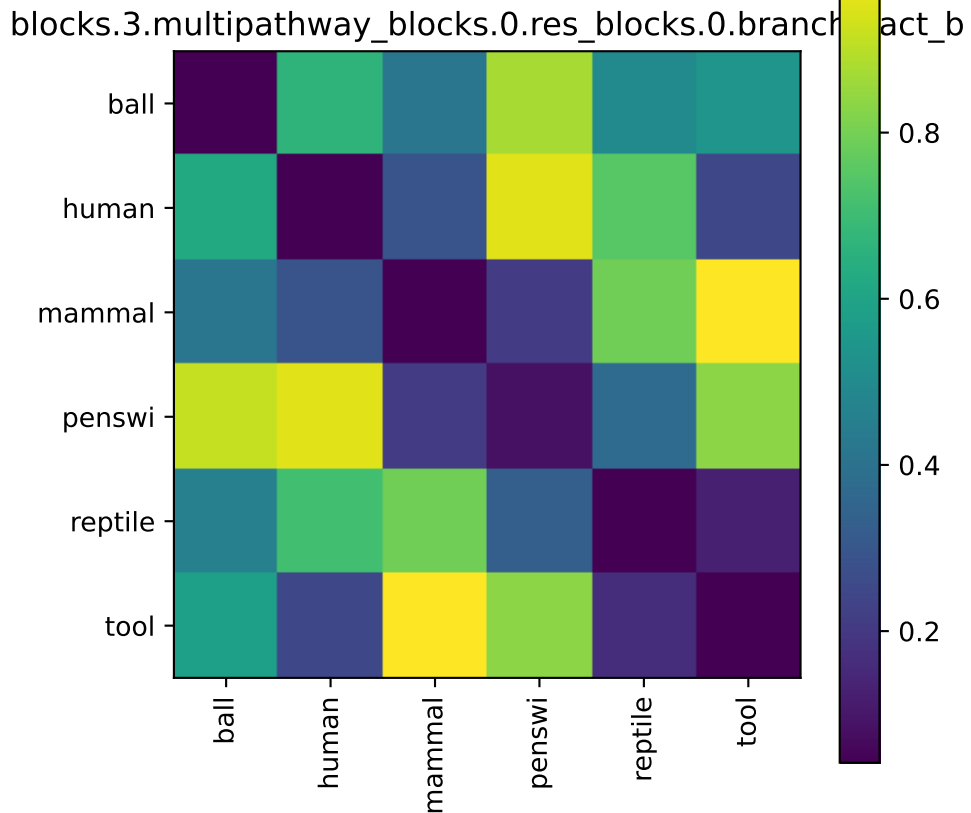 blocks.3.multipathway_blocks.0.res_blocks.0.branch act_b
ball
human
mammal
penswi
reptile
tool
ball
human
mammal
penswi
reptile
tool
0.8
0.6
0.4
0.2